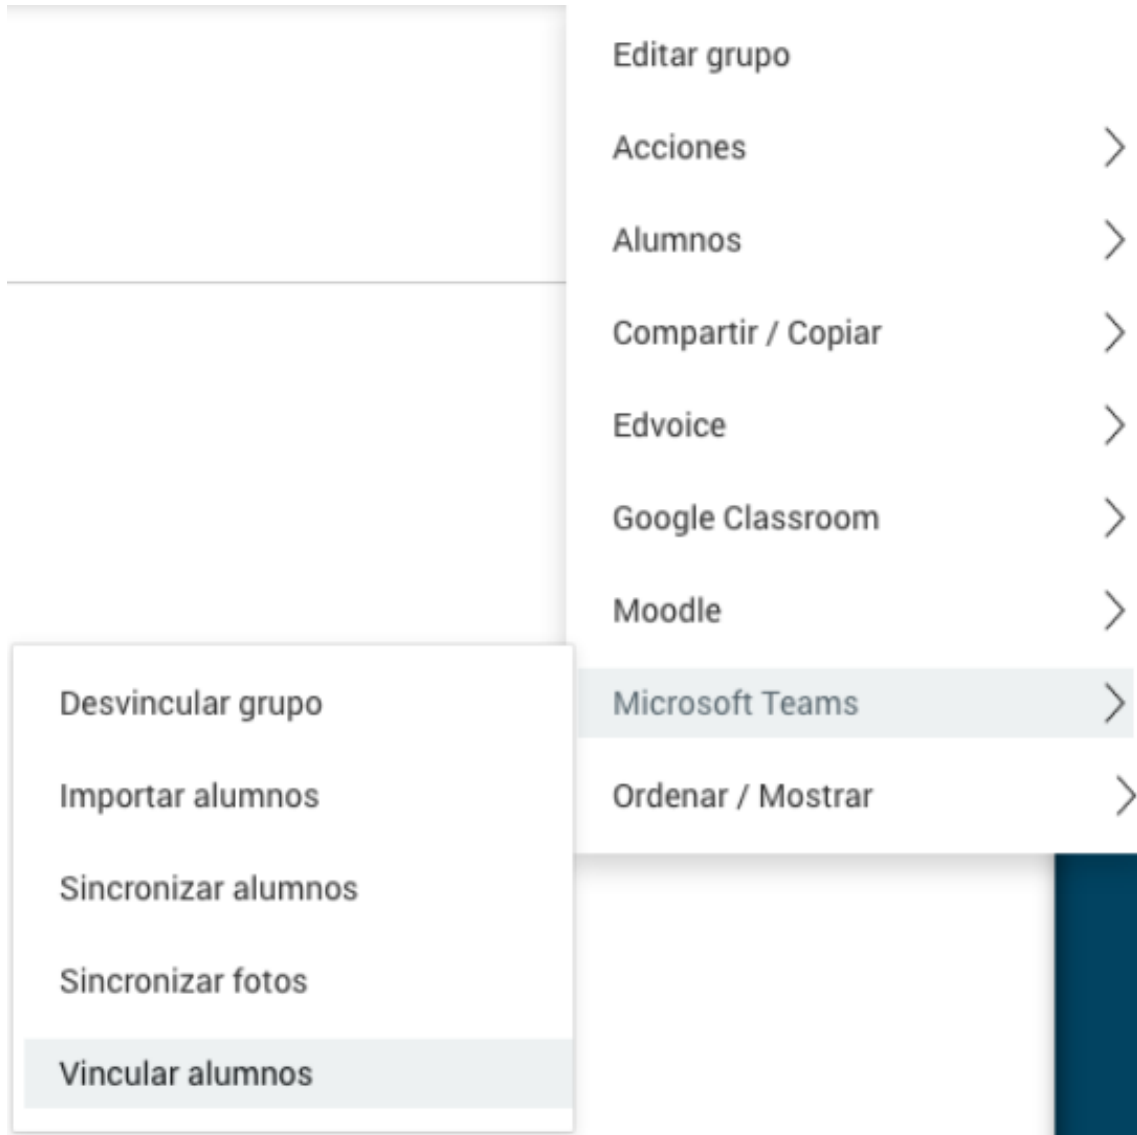 Editar grupo
Acciones
Alumnos
Compartir / Copiar
Edvoice
Google Classroom
Moodle
Microsoft Teams
Ordenar / Mostrar
Desvincular grupo
Importar alumnos
Sincronizar alumnos
Sincronizar fotos
Vincular alumnos